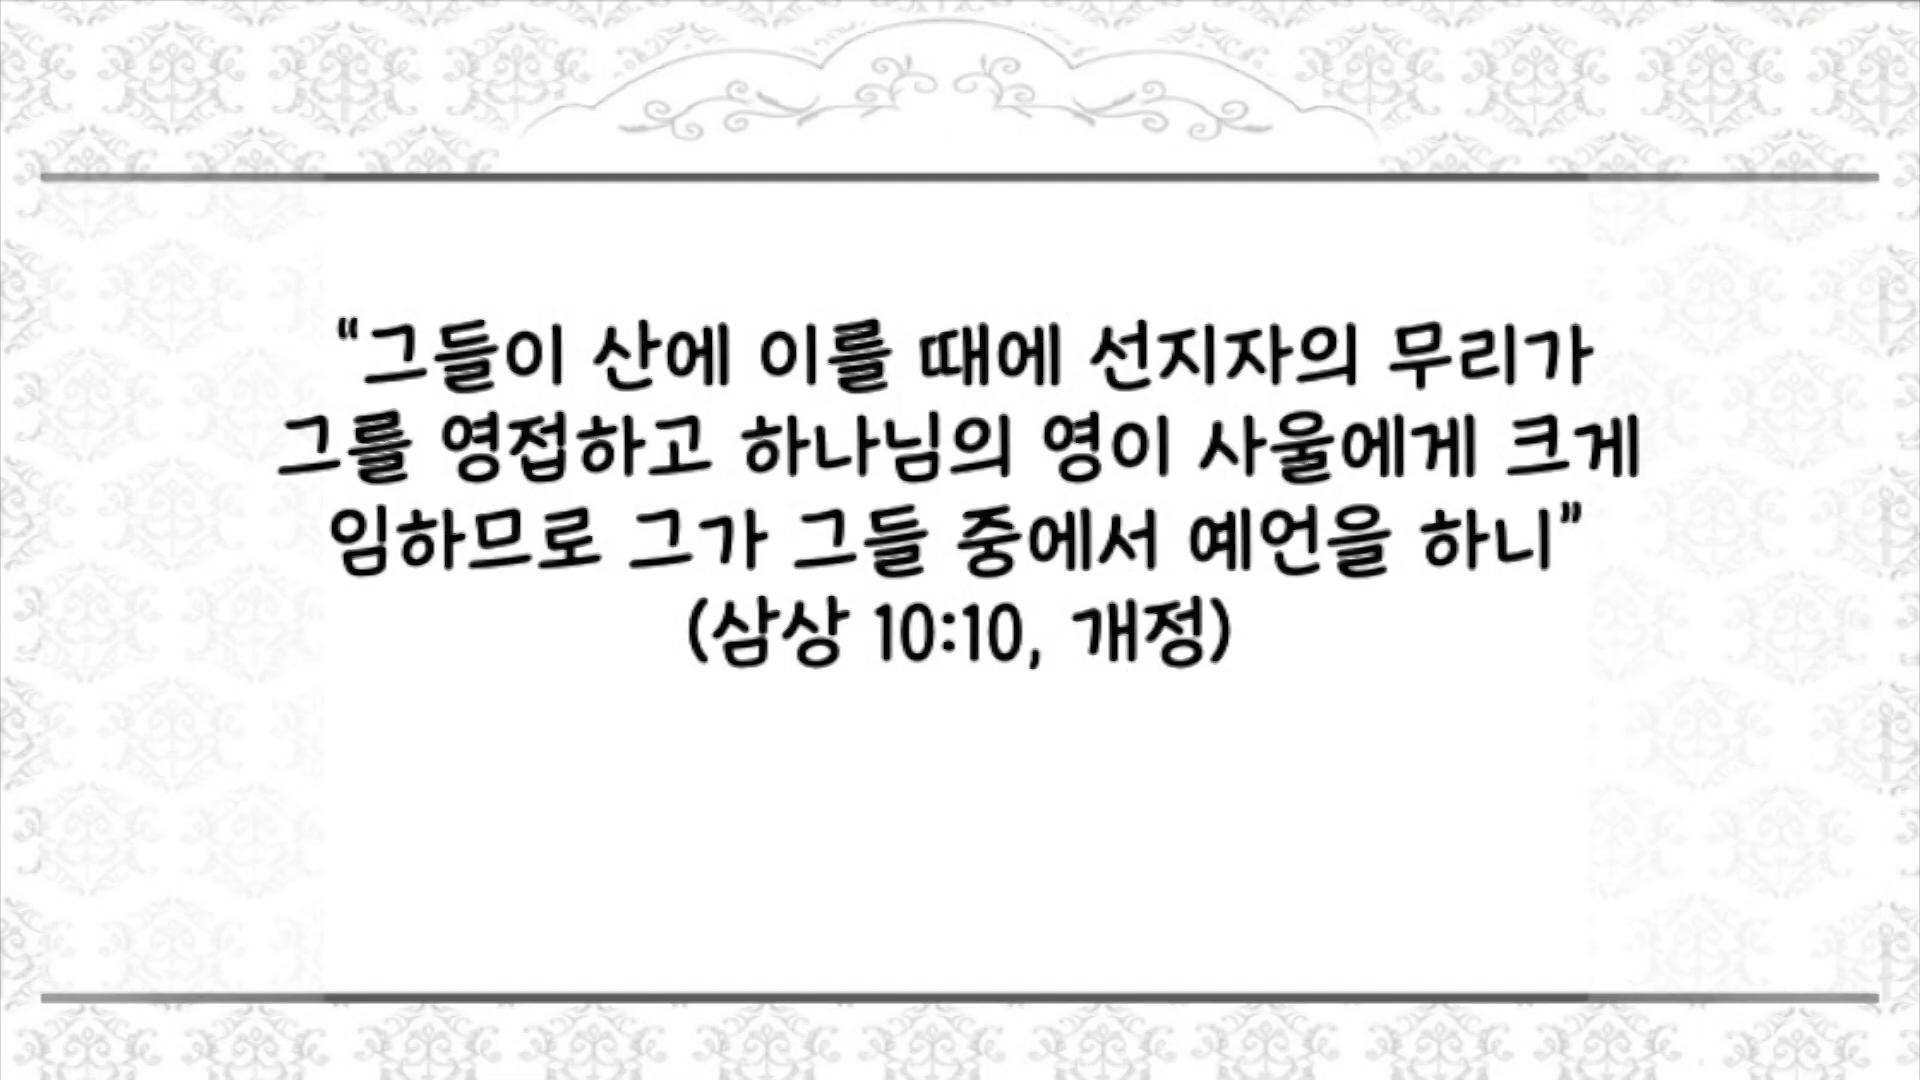 “그들이 산에 이를 때에 선지자의 무리가
그를 영접하고 하나님의 영이 사울에게 크게
임하므로 그가 그들 중에서 예언을 하니”
(삼상 10:10, 개정)